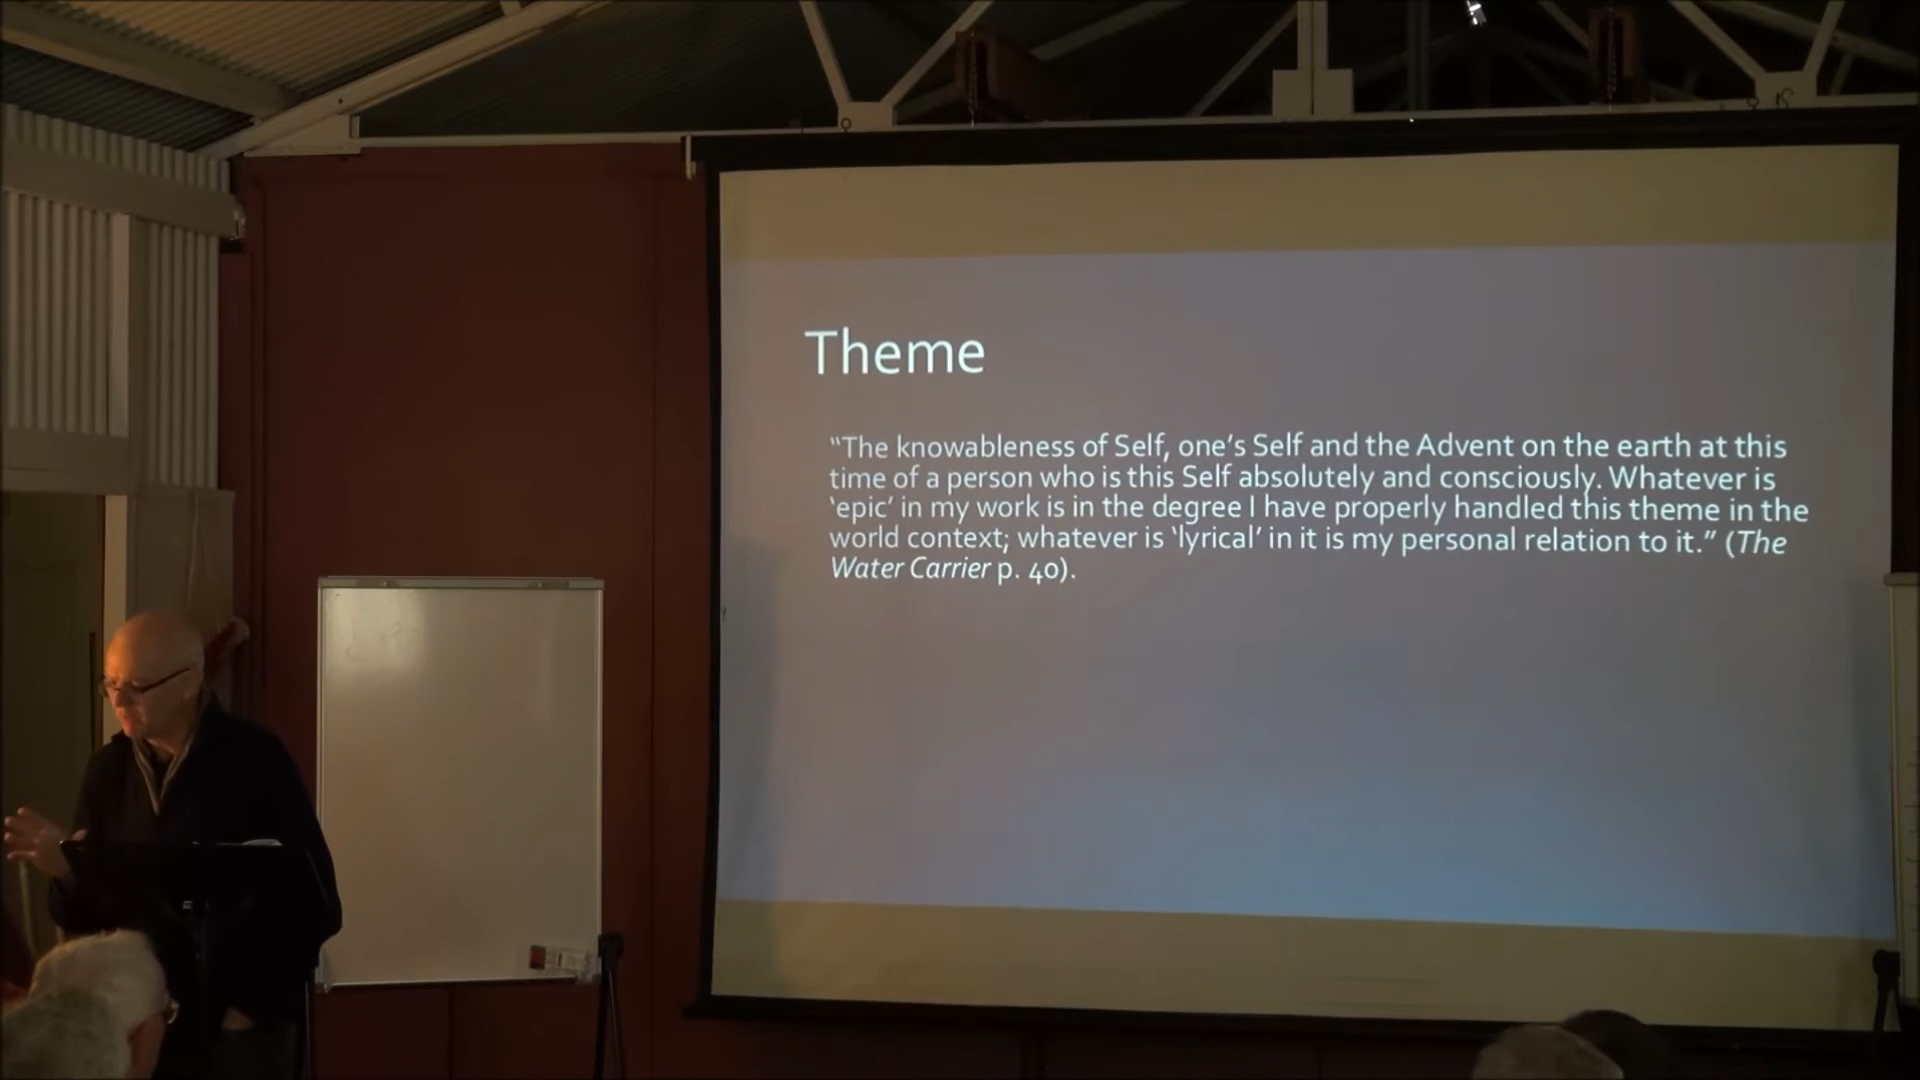 Theme
“The knowableness of Self, one’s Self and the Advent on the earth at this
time of a person who is this Self absolutely and consciously. Whatever is
‘epic’ in my work is in the degree I have properly handled this theme in the
world context; whatever is ‘lyrical’ in it is my personal relation to it.” (The
Water Carrier p. 40).